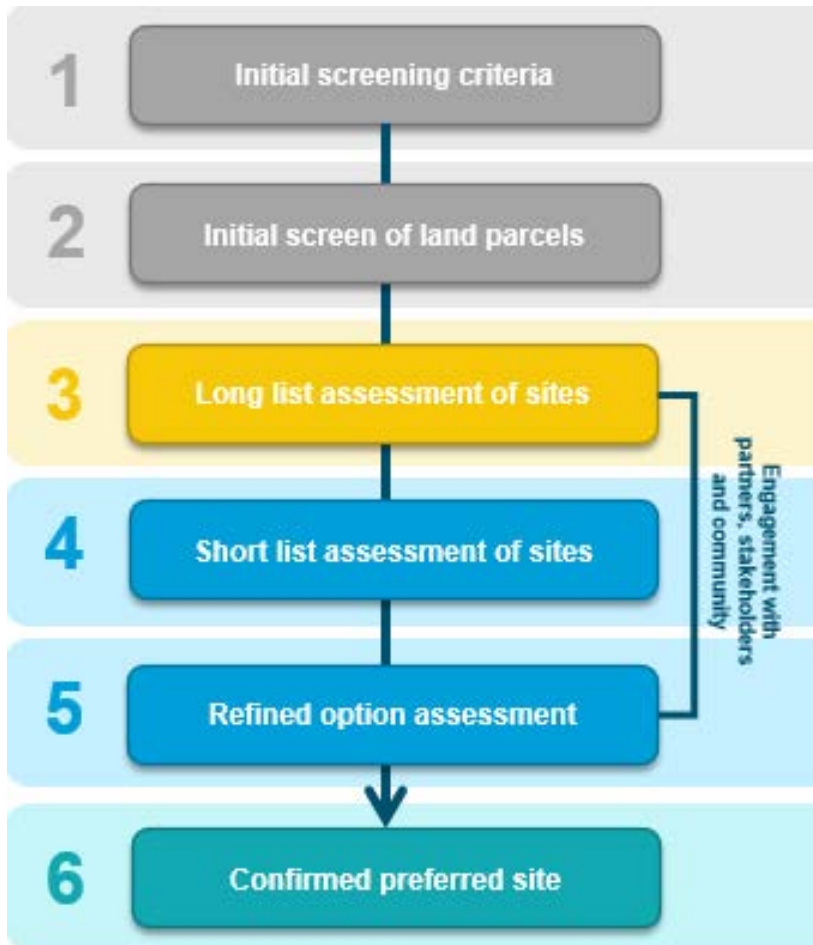 1
Initial screening criteria
2
Initial screen of land parcels
3
Long list assessment of sites
4
Short list assessment of sites
Engagement with
partners, stakeholders
and community
5
Refined option assessment
6
Confirmed preferred site